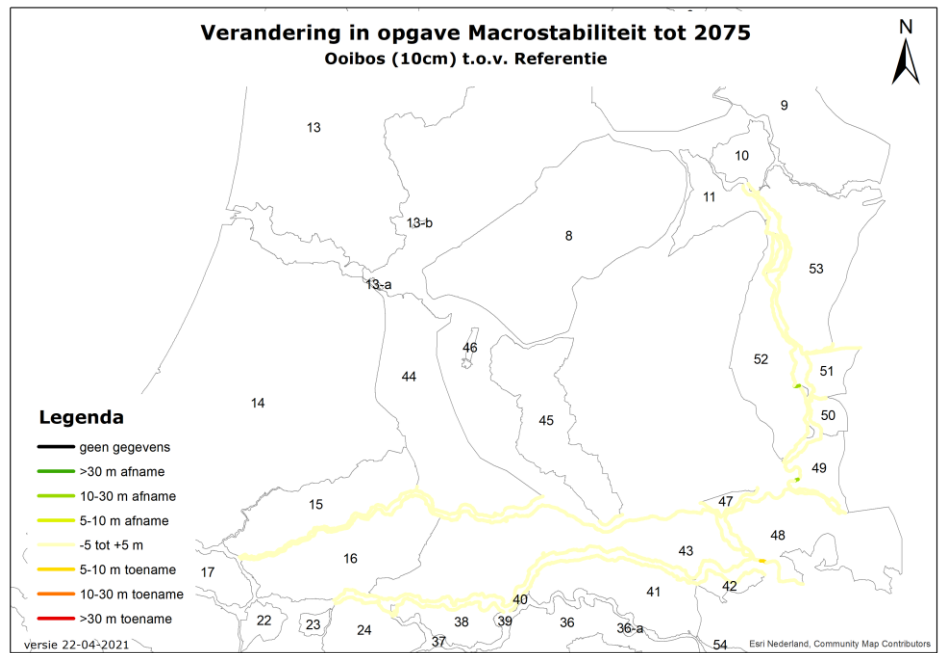 Verandering in opgave Macrostabiliteit tot 2075
Ooibos (10cm) t.o.v. Referentie
N
9
13
10
11
13-b
8
53
13-a
46
52
51
44
14
45
50
Legenda
geen gegevens
>30 m afname
10-30 m afname
5-10 m afname
-5 tot +5 m
5-10 m toename
10-30 m toename
>30 m toename
49
15
47
48
16
43
17
42
41
40
22
23
24
38
39
36
36-a
37
54
versie 22-04-2021
Esri Nederland, Community Map Contributors